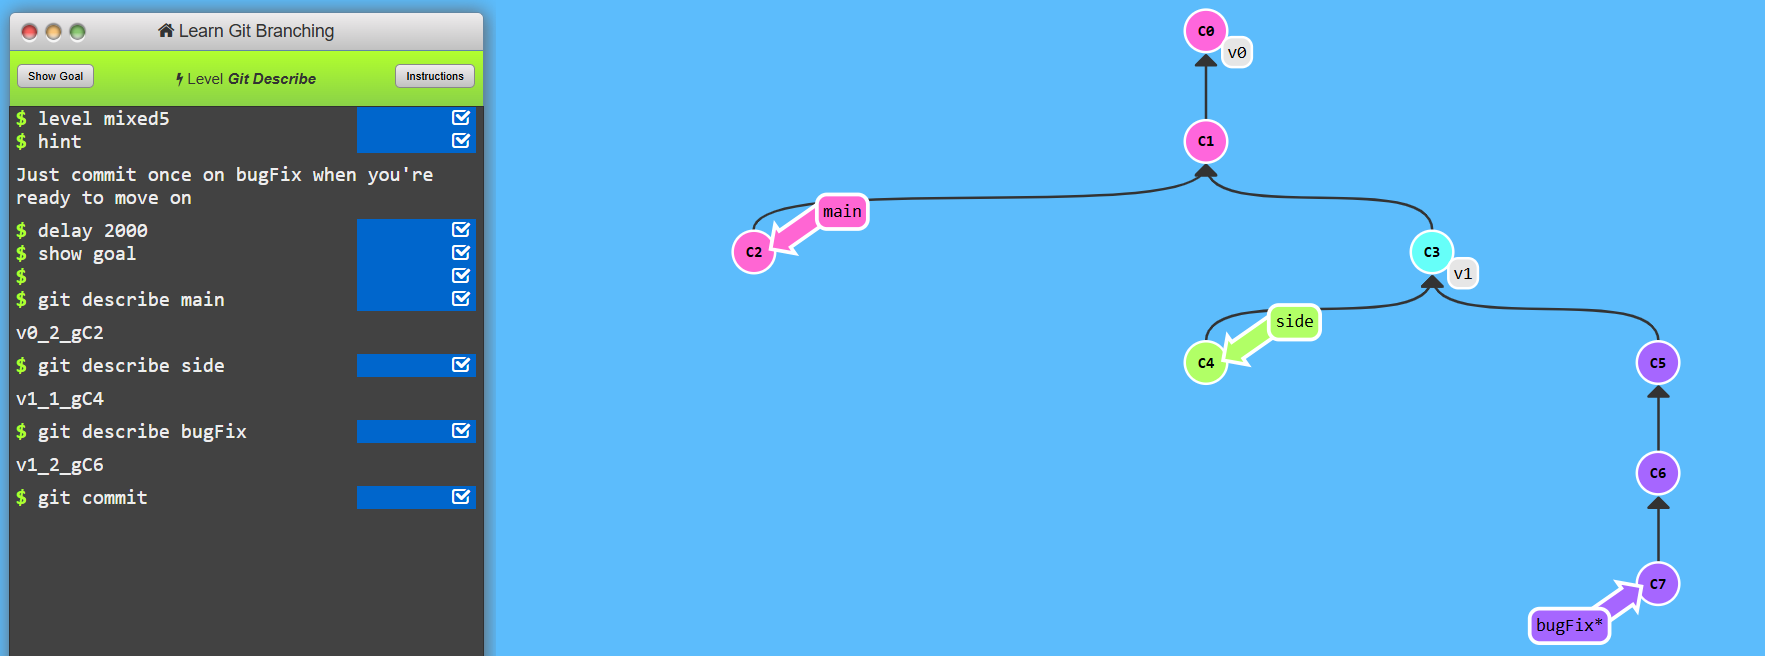 Learn Git Branching
Show Goal
Level Git Describe
Instructions
$ level mixed5
$ hint
Just commit once on bugFix when you're
ready to move on
$ delay 2000
$ show goal
$
$ git describe main
v0_2_gC2
$ git describe side
v1_1_gC4
$ git describe bugFix
v1_2_gC6
$ git commit
C0
v0
C1
main
C2
C3
v1
side
C4
C5
C6
C7
bugFix*